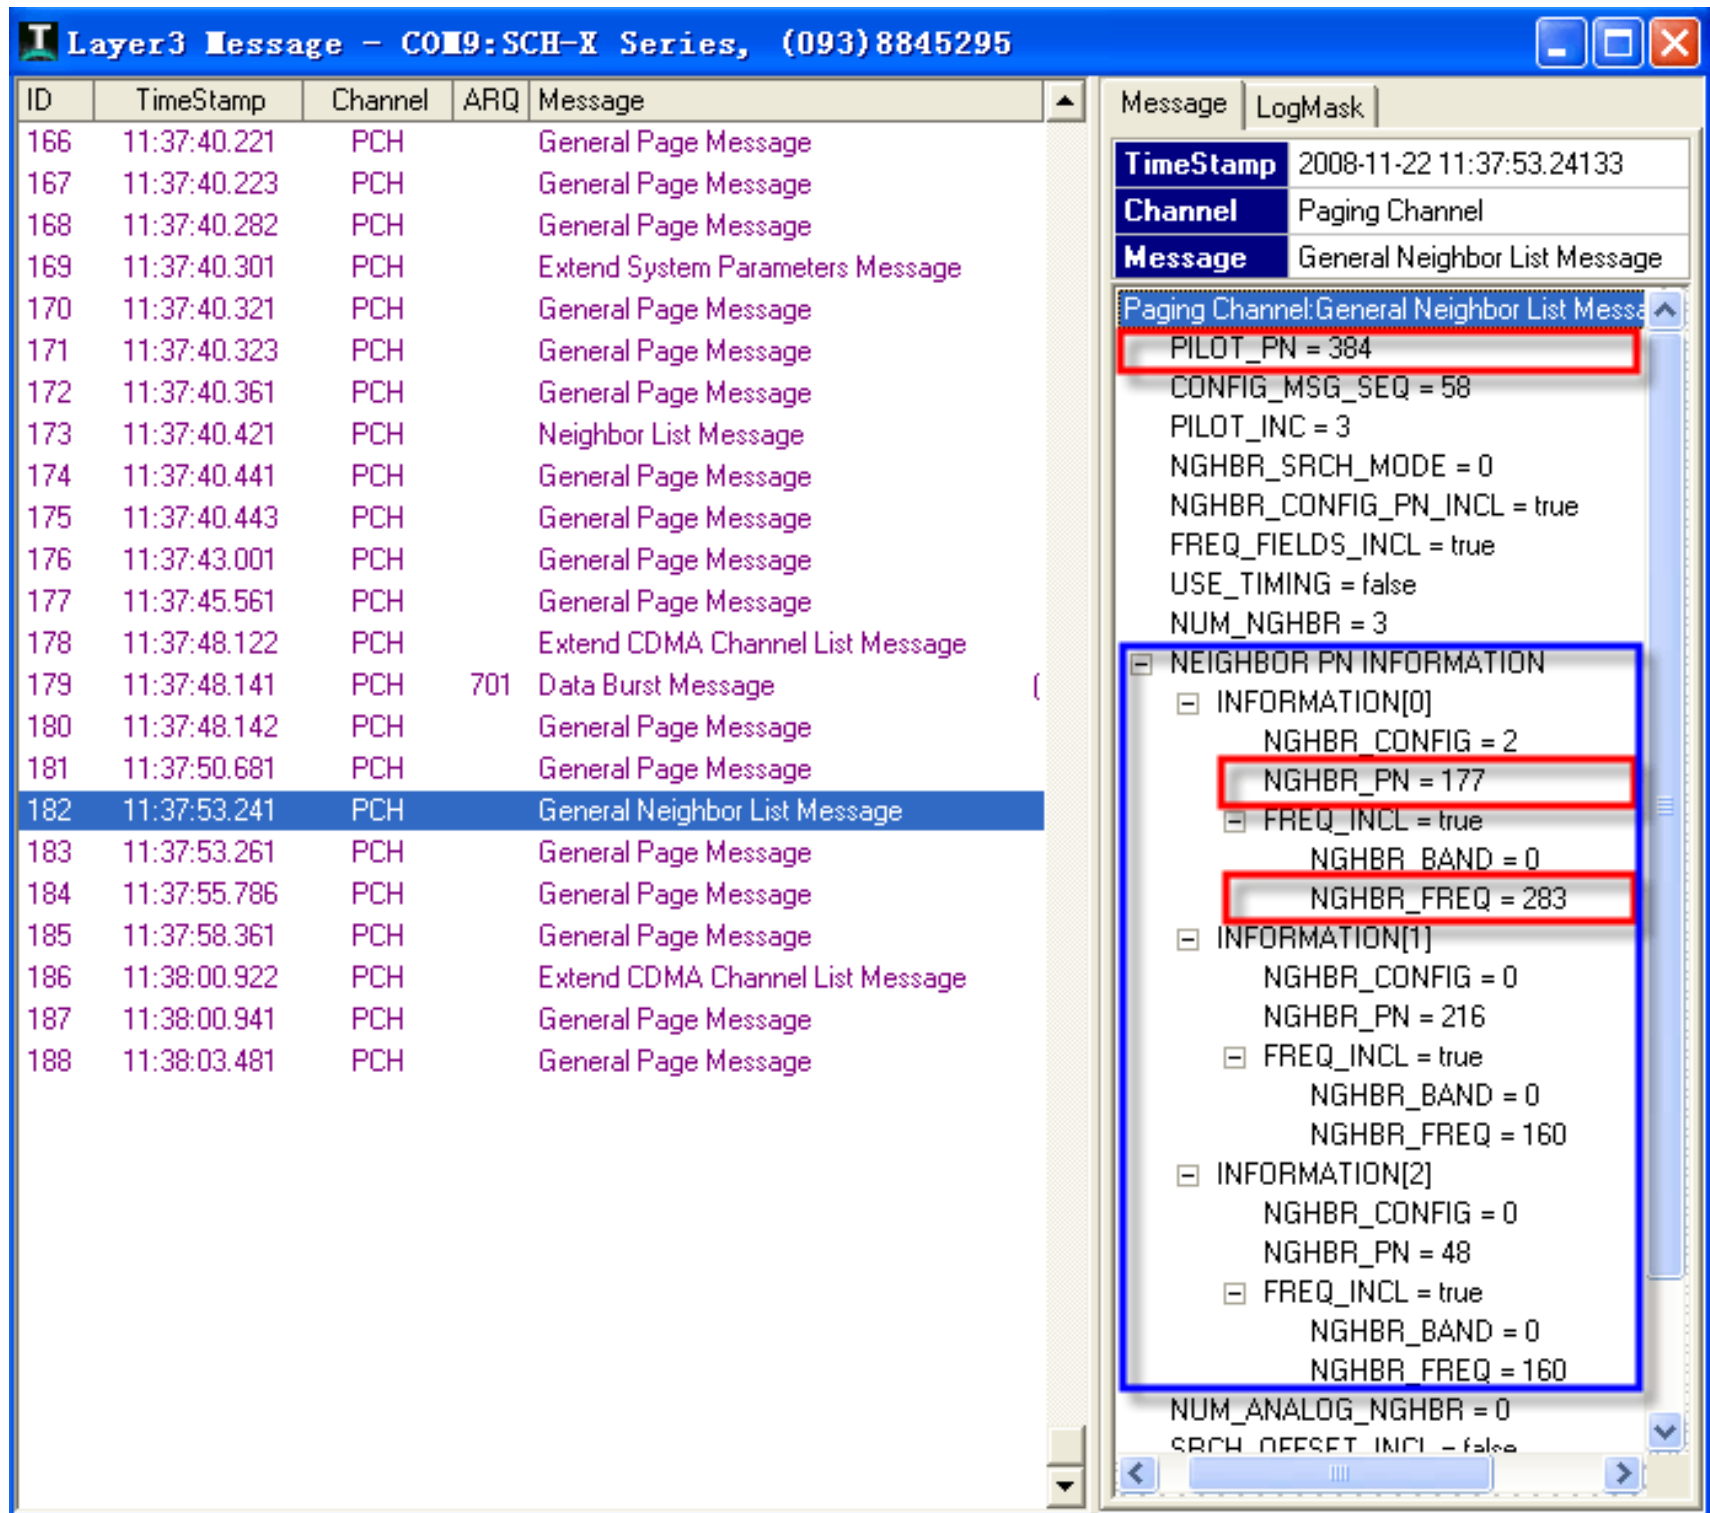 Layer3 Message - COM9:SCH-X Series, (093)8845295
ID TimeStamp Channel ARQ Message
166 11:37:40.221 PCH General Page Message
167 11:37:40.223 PCH General Page Message
168 11:37:40.282 PCH General Page Message
169 11:37:40.301 PCH Extend System Parameters Message
170 11:37:40.321 PCH General Page Message
171 11:37:40.323 PCH General Page Message
172 11:37:40.361 PCH General Page Message
173 11:37:40.421 PCH Neighbor List Message
174 11:37:40.441 PCH General Page Message
175 11:37:40.443 PCH General Page Message
176 11:37:43.001 PCH General Page Message
177 11:37:45.561 PCH General Page Message
178 11:37:48.122 PCH Extend CDMA Channel List Message
179 11:37:48.141 PCH 701 Data Burst Message (
180 11:37:48.142 PCH General Page Message
181 11:37:50.681 PCH General Page Message
182 11:37:53.241 PCH General Neighbor List Message
183 11:37:53.261 PCH General Page Message
184 11:37:55.786 PCH General Page Message
185 11:37:58.361 PCH General Page Message
186 11:38:00.922 PCH Extend CDMA Channel List Message
187 11:38:00.941 PCH General Page Message
188 11:38:03.481 PCH General Page Message
Message LogMask
TimeStamp 2008-11-22 11:37:53.24133
Channel Paging Channel
Message General Neighbor List Message
Paging Channel:General Neighbor List Messa
PILOT_PN = 384
CONFIG_MSG_SEQ = 58
PILOT_INC = 3
NGHBR_SRCH_MODE = 0
NGHBR_CONFIG_PN_INCL = true
FREQ_FIELDS_INCL = true
USE_TIMING = false
NUM_NGHBR = 3
NEIGHBOR PN INFORMATION
INFORMATION[0]
NGHBR_CONFIG = 2
NGHBR_PN = 177
FREQ_INCL = true
NGHBR_BAND = 0
NGHBR_FREQ = 283
INFORMATION[1]
NGHBR_CONFIG = 0
NGHBR_PN = 216
FREQ_INCL = true
NGHBR_BAND = 0
NGHBR_FREQ = 160
INFORMATION[2]
NGHBR_CONFIG = 0
NGHBR_PN = 48
FREQ_INCL = true
NGHBR_BAND = 0
NGHBR_FREQ = 160
NUM_ANALOG_NGHBR = 0
SRCH_OFFSET_INCL = false